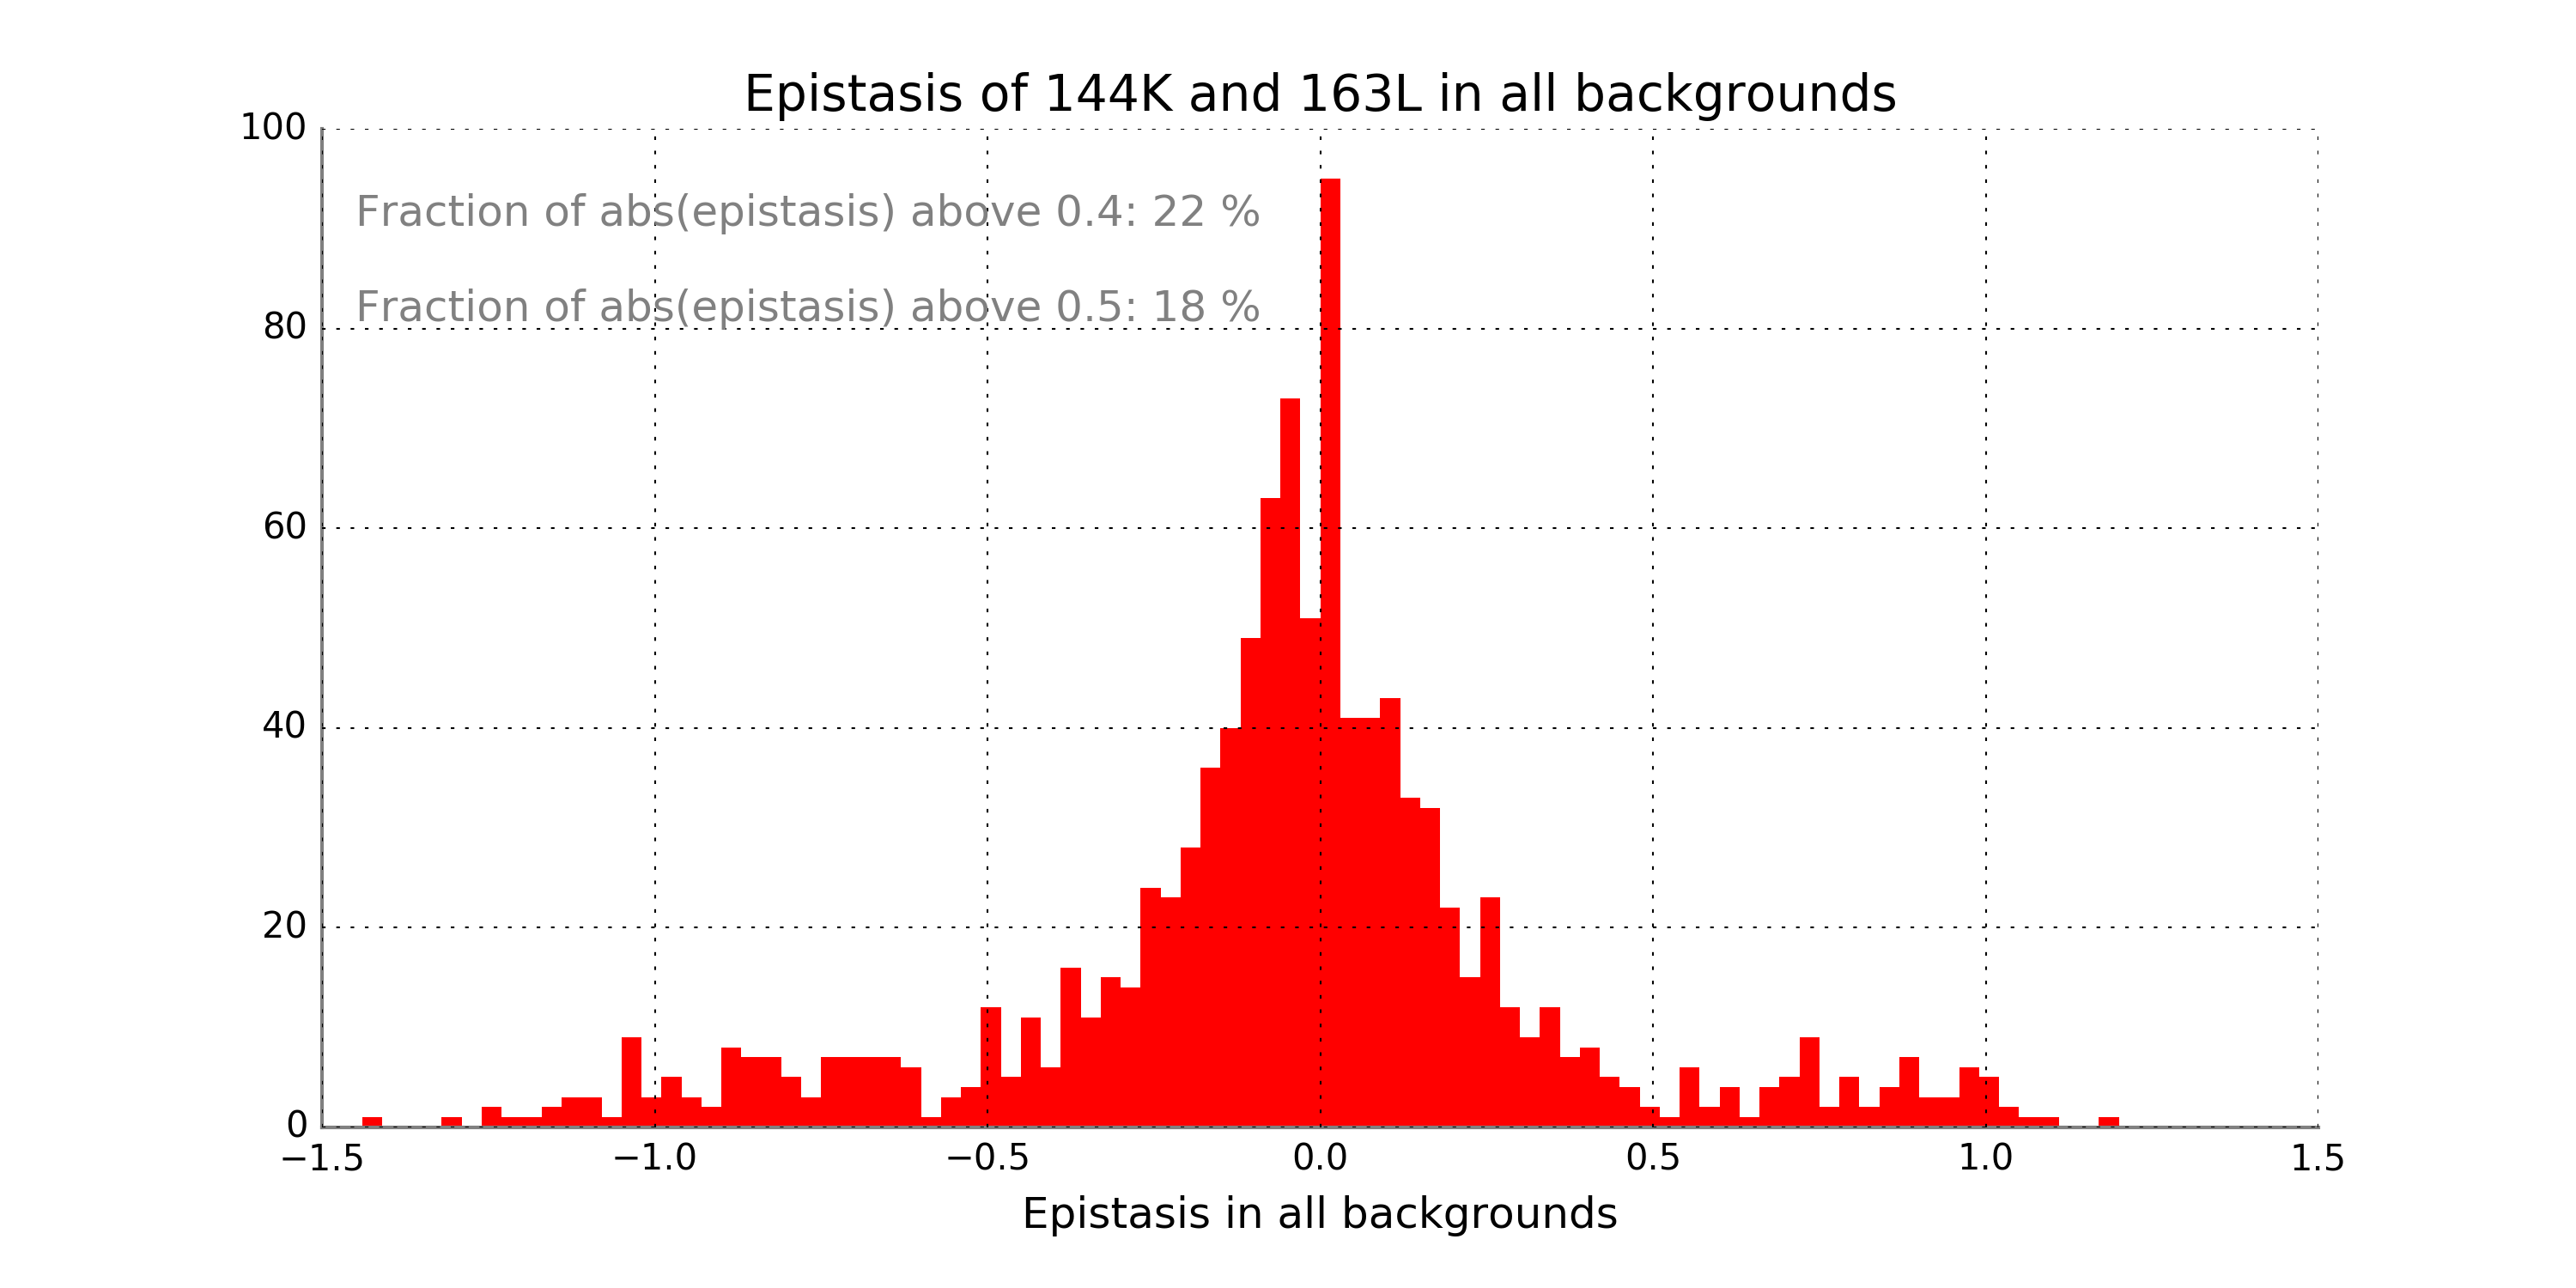 Epistasis of 144K and 163L in all backgrounds
100
Fraction of abs(epistasis) above 0.4: 22 %
Fraction of abs(epistasis) above 0.5: 18 %
80
60
40
20
0
−1.5 −1.0 −0.5 0.0 0.5 1.0 1.5
Epistasis in all backgrounds